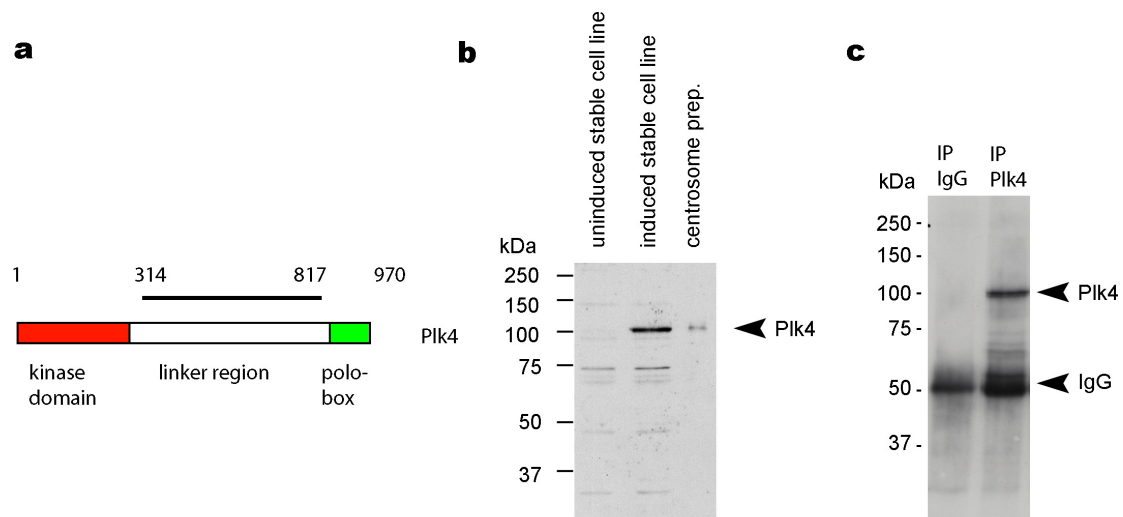 a
1 314 817 970
Plk4
kinase
domain
linker region
polo-
box
b
uninduced stable cell line
induced stable cell line
centrosome prep.
kDa
250
150
100
75
50
37
Plk4
c
IP
IgG
IP
Plk4
kDa
250 -
150 -
100 -
75 -
50 -
37 -
Plk4
IgG